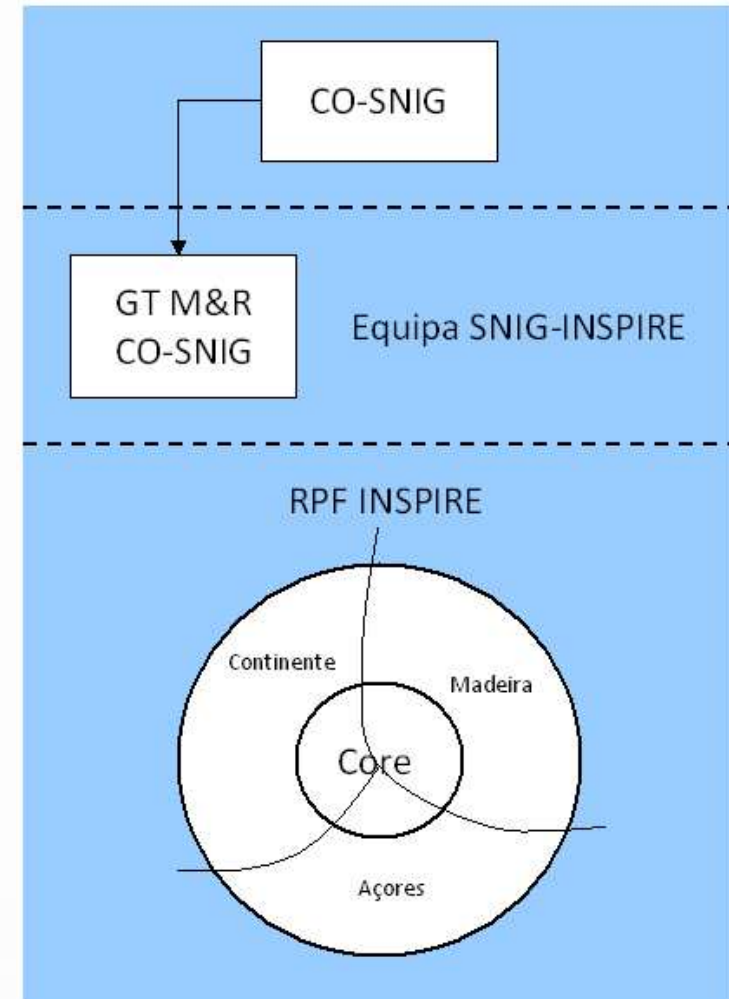 CO-SNIG
GT M&R
CO-SNIG
Equipa SNIG-INSPIRE
RPF INSPIRE
Continente
Madeira
Core
Açores